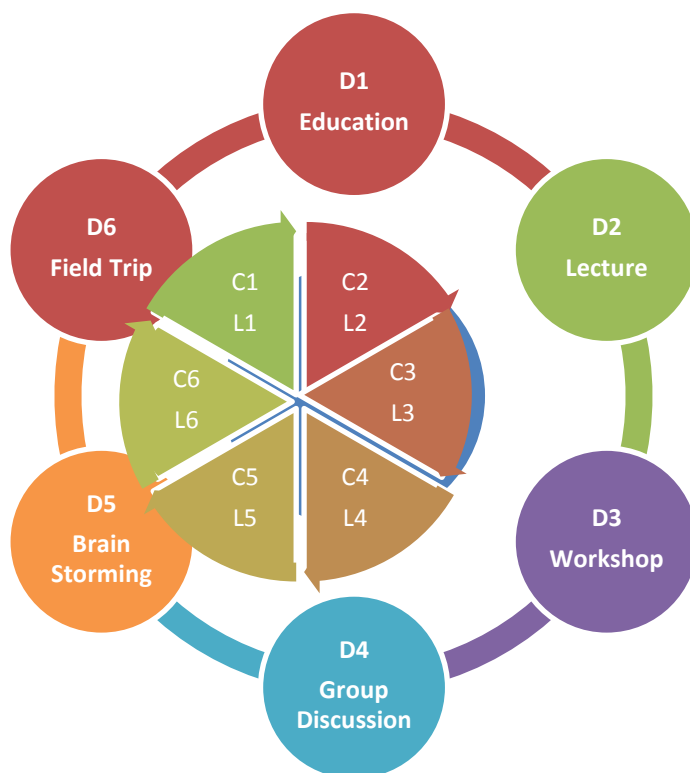 D1
Education
D2
Lecture
D3
Workshop
D4
Group
Discussion
D5
Brain
Storming
D6
Field Trip
C1
L1
C2
L2
C3
L3
C4
L4
C5
L5
C6
L6